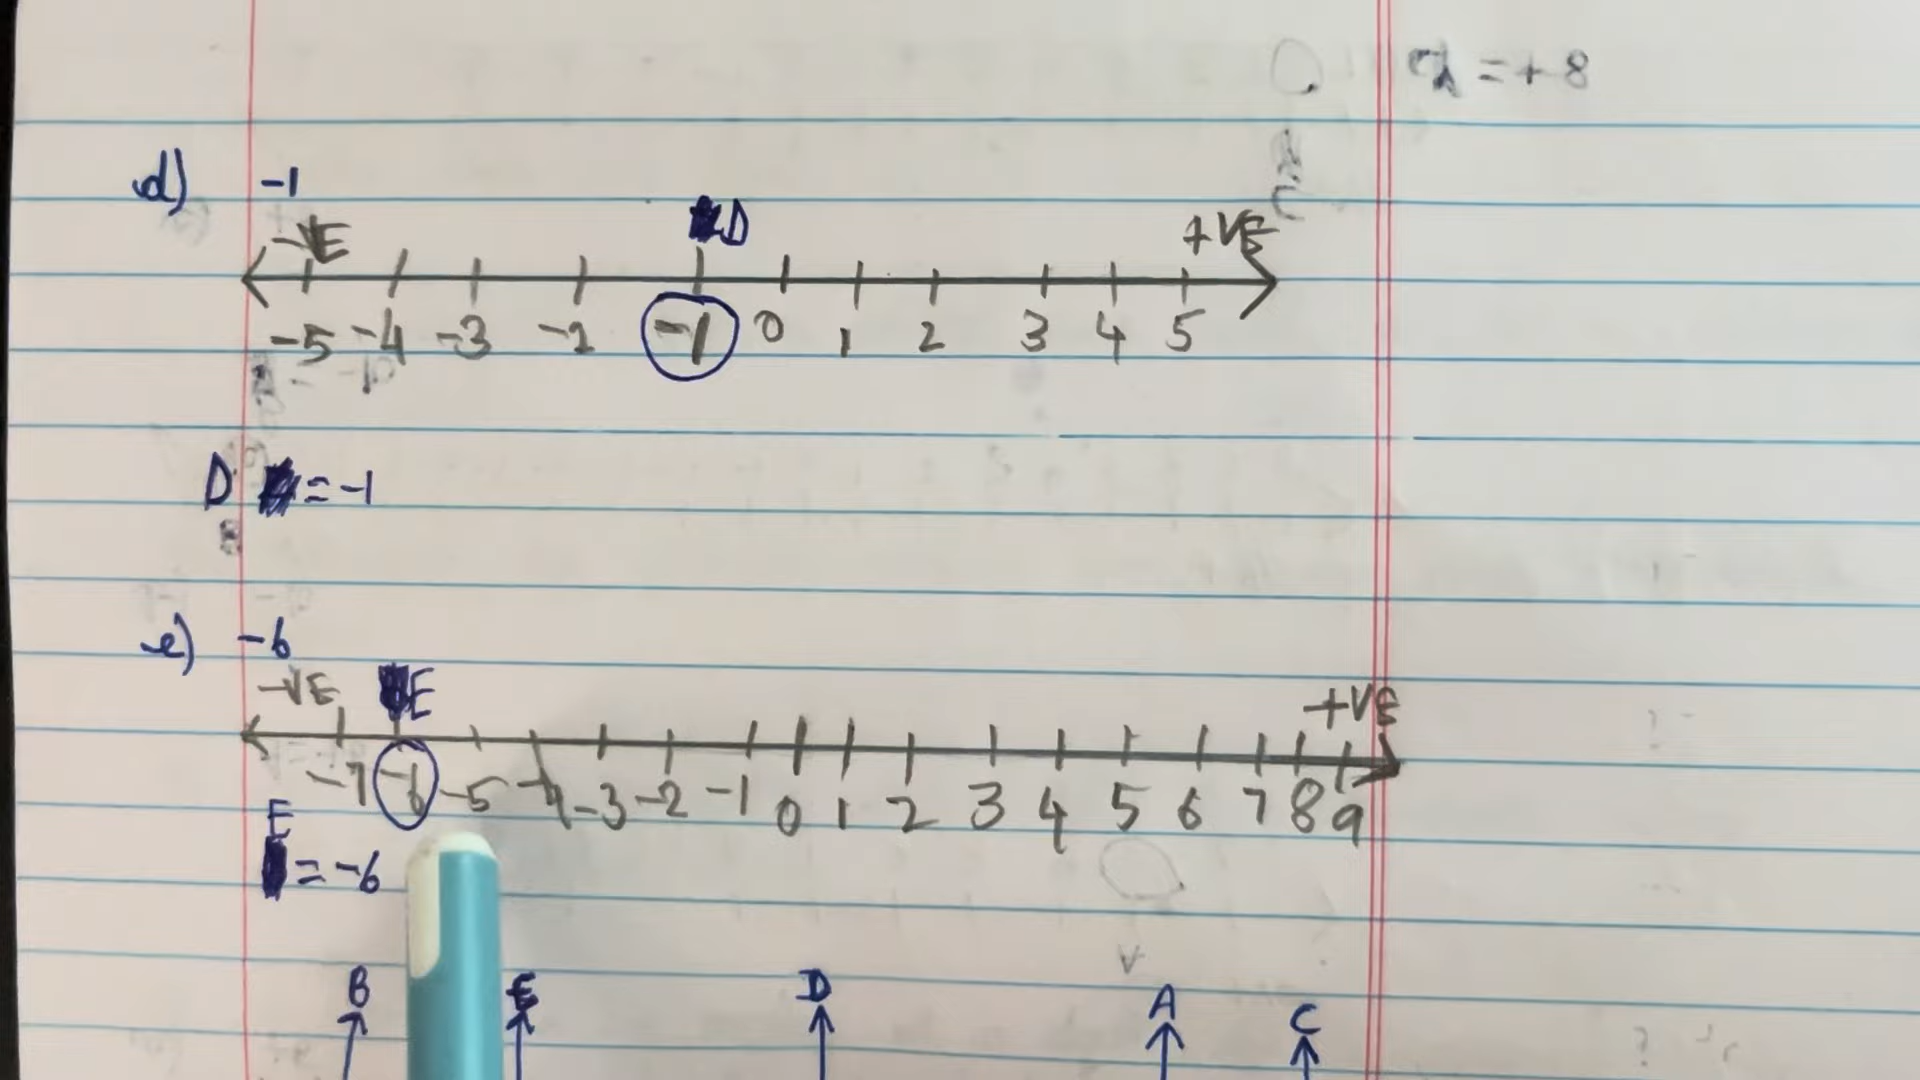 = + 8
d) -1
-VE D +VE
-5 -4 -3 -2 -1 0 1 2 3 4 5
D = -1
e) -6
-VE E +VE
-7 -6 -5 -4 -3 -2 -1 0 1 2 3 4 5 6 7 8 9
E
= -6
B E D A C